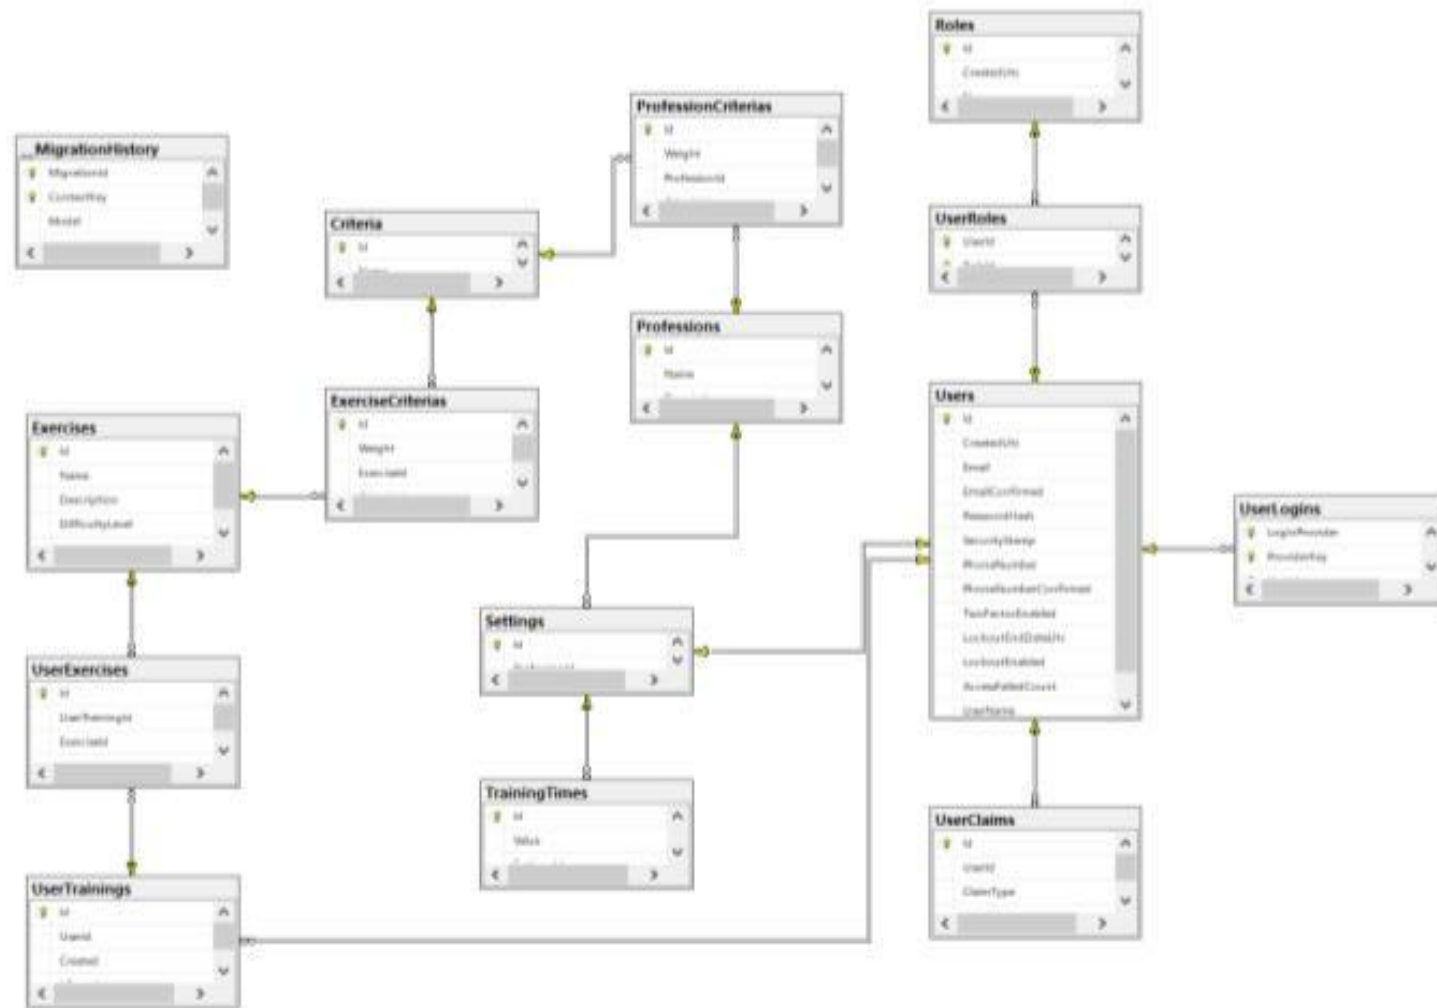 __MigrationHistory
MigrationId
ContextKey
Model
Criteria
Id
Name
ProfessionCriterias
Id
Weight
ProfessionId
Roles
Id
CreatedUtc
UserRoles
UserId
RoleId
Professions
Id
Name
Exercises
Id
Name
Description
DifficultyLevel
ExerciseCriterias
Id
Weight
ExerciseId
Users
Id
CreatedUtc
Email
EmailConfirmed
PasswordHash
SecurityStamp
PhoneNumber
PhoneNumberConfirmed
TwoFactorEnabled
LockoutEndDateUtc
LockoutEnabled
AccessFailedCount
UserName
UserLogins
LoginProvider
ProviderKey
Settings
Id
UserExercises
Id
UserTrainingId
ExerciseId
TrainingTimes
Id
Value
UserClaims
Id
UserId
ClaimType
UserTrainings
Id
UserId
Created